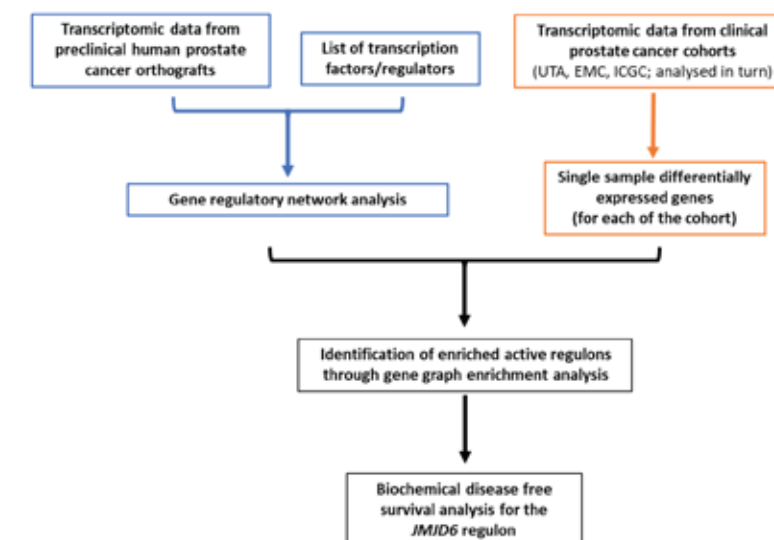 Transcriptomic data from
preclinical human prostate
cancer orthografts
List of transcription
factors/regulators
Transcriptomic data from clinical
prostate cancer cohorts
(UTA, EMC, ICGC; analysed in turn)
Gene regulatory network analysis
Single sample differentially
expressed genes
(for each of the cohort)
Identification of enriched active regulons
through gene graph enrichment analysis
Biochemical disease free
survival analysis for the
JMJD6 regulon